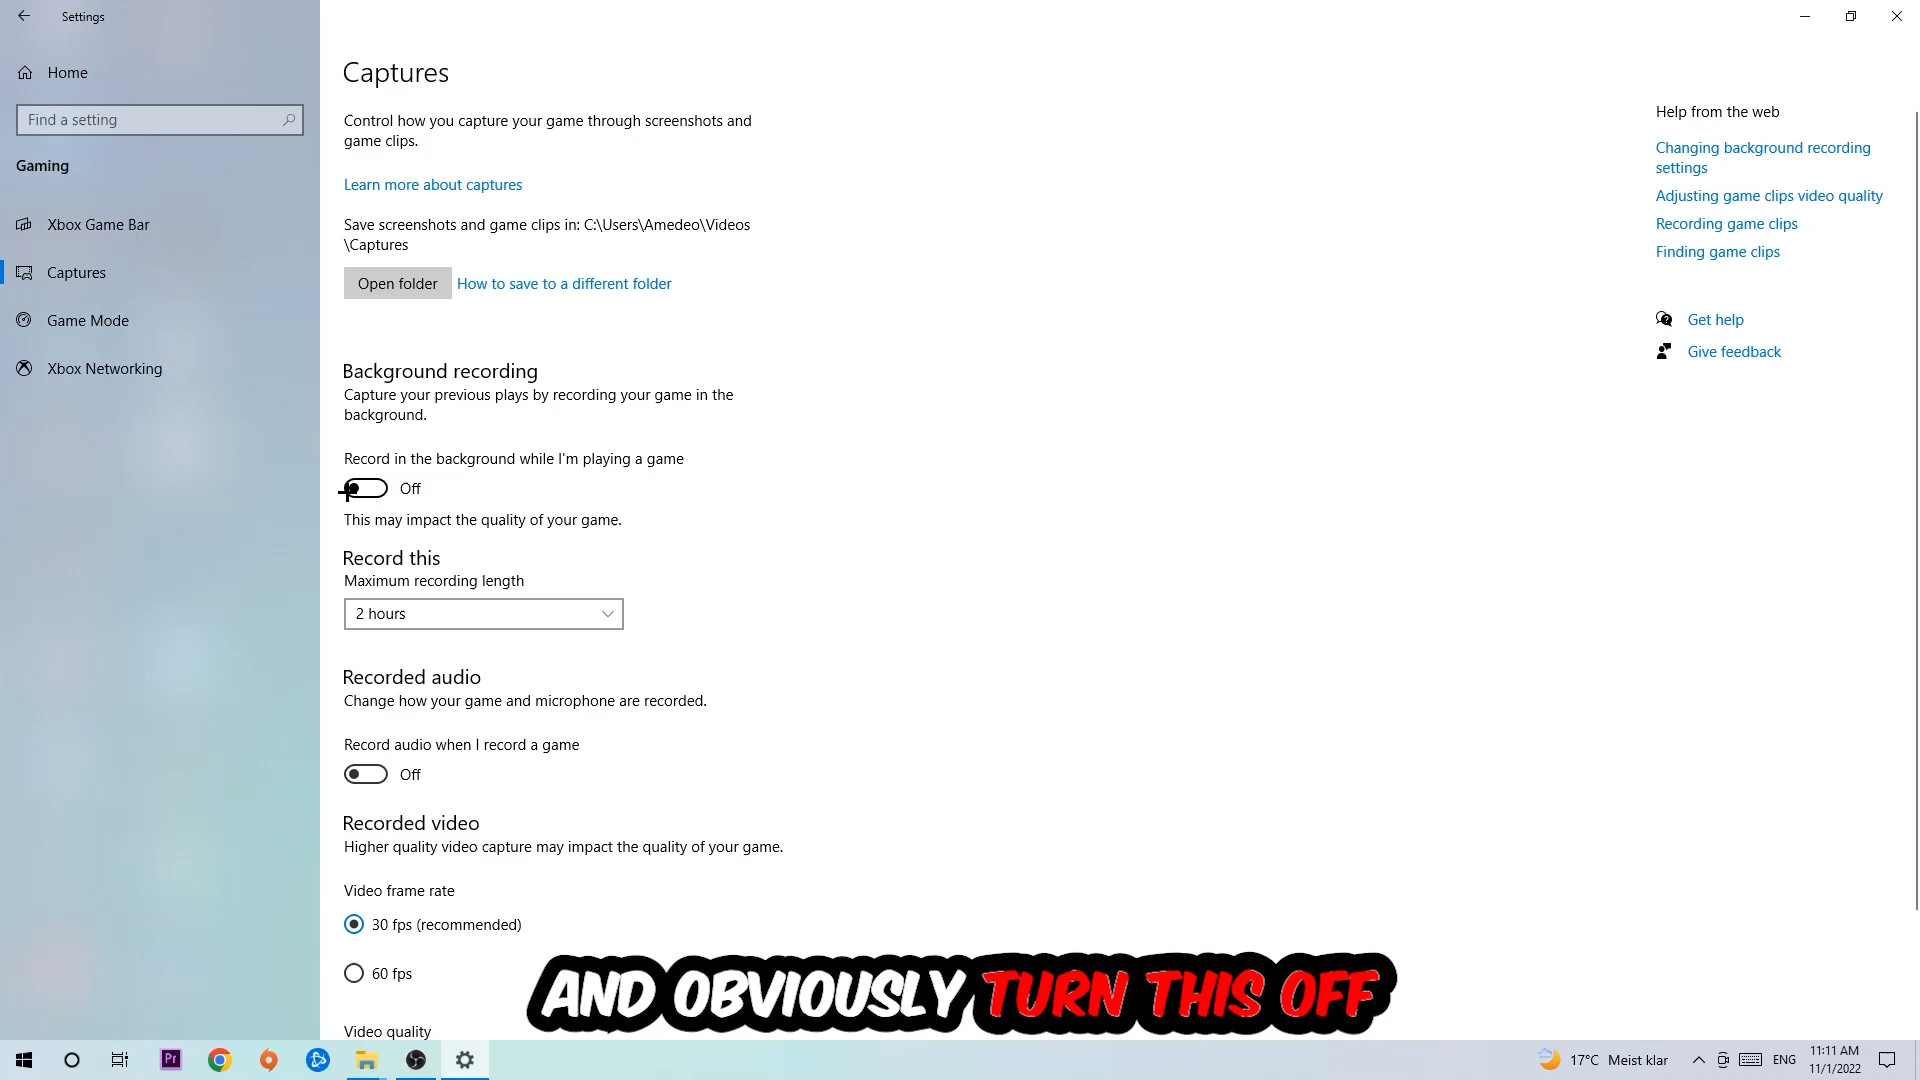 Settings
Home
Find a setting
Gaming
Xbox Game Bar
Captures
Game Mode
Xbox Networking
Captures
Control how you capture your game through screenshots and
game clips.
Learn more about captures
Save screenshots and game clips in: C:\Users\Amedeo\Videos
\Captures
Open folder
How to save to a different folder
Background recording
Capture your previous plays by recording your game in the
background.
Record in the background while I'm playing a game
Off
This may impact the quality of your game.
Record this
Maximum recording length
2 hours
Recorded audio
Change how your game and microphone are recorded.
Record audio when I record a game
Off
Recorded video
Higher quality video capture may impact the quality of your game.
Video frame rate
30 fps (recommended)
60 fps
Video quality
Help from the web
Changing background recording
settings
Adjusting game clips video quality
Recording game clips
Finding game clips
Get help
Give feedback
AND OBVIOUSLY TURN THIS OFF
Pr
17°C Meist klar
ENG
11:11 AM
11/1/2022